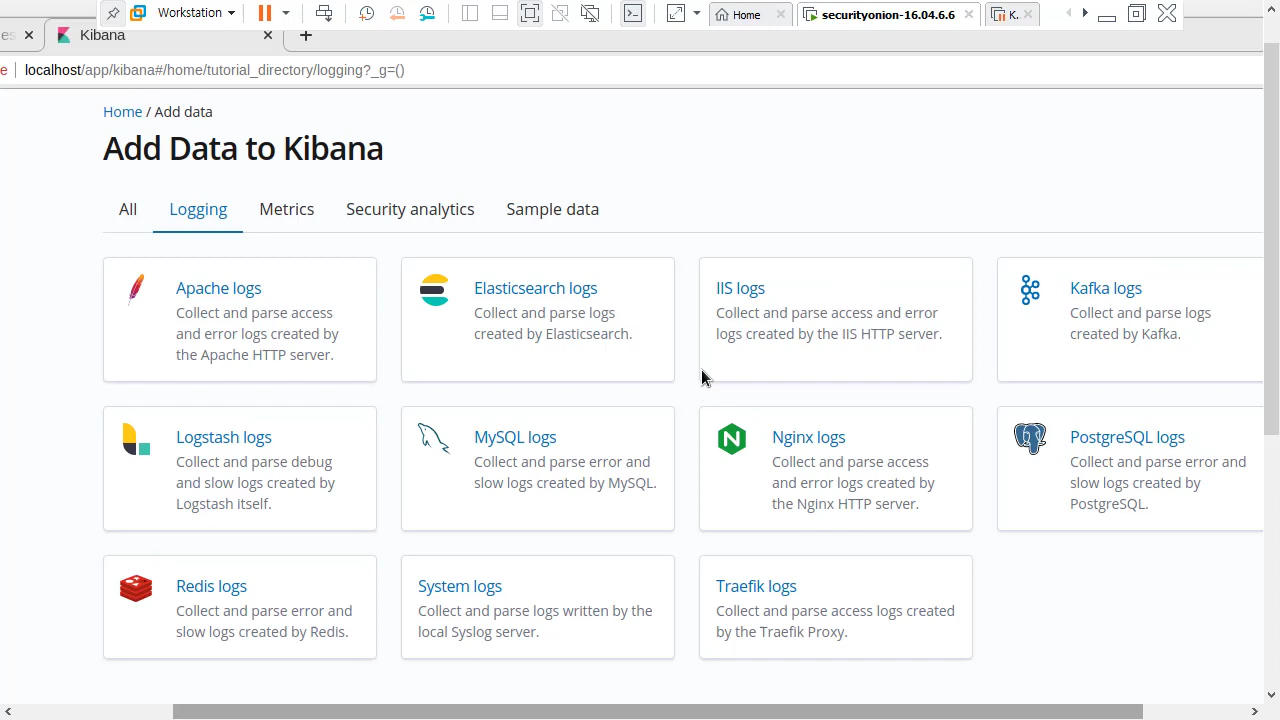 Workstation
Home
securityonion-16.04.6.6
K.
es
Kibana
e
localhost/app/kibana#/home/tutorial_directory/logging?_g=()
Home / Add data
Add Data to Kibana
All
Logging
Metrics
Security analytics
Sample data
Apache logs
Collect and parse access
and error logs created by
the Apache HTTP server.
Elasticsearch logs
Collect and parse logs
created by Elasticsearch.
IIS logs
Collect and parse access and error
logs created by the IIS HTTP server.
Kafka logs
Collect and parse logs
created by Kafka.
Logstash logs
Collect and parse debug
and slow logs created by
Logstash itself.
MySQL logs
Collect and parse error and
slow logs created by MySQL.
Nginx logs
Collect and parse access
and error logs created by
the Nginx HTTP server.
PostgreSQL logs
Collect and parse error and
slow logs created by
PostgreSQL.
Redis logs
Collect and parse error and
slow logs created by Redis.
System logs
Collect and parse logs written by the
local Syslog server.
Traefik logs
Collect and parse access logs created
by the Traefik Proxy.